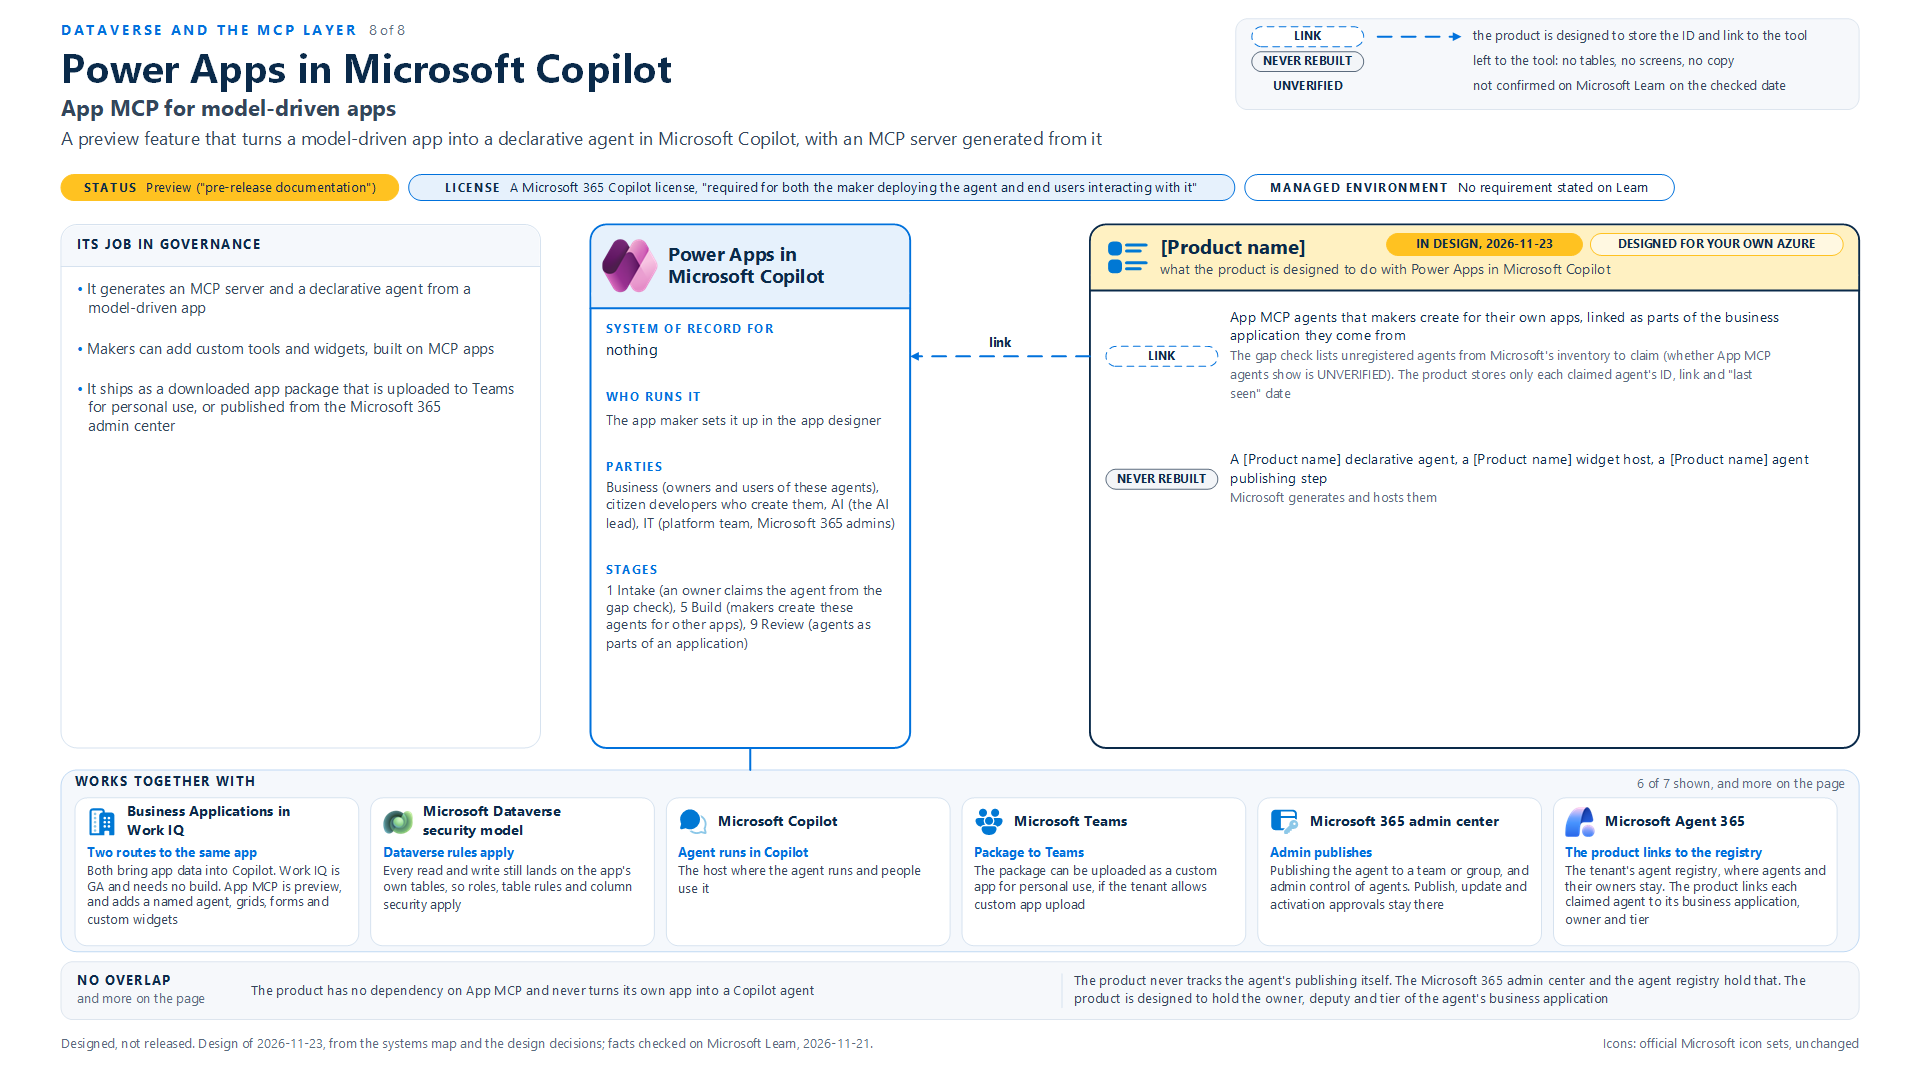 DATAVERSE AND THE MCP LAYER 8 of 8
Power Apps in Microsoft Copilot
App MCP for model-driven apps
A preview feature that turns a model-driven app into a declarative agent in Microsoft Copilot, with an MCP server generated from it
LINK the product is designed to store the ID and link to the tool
NEVER REBUILT left to the tool: no tables, no screens, no copy
UNVERIFIED not confirmed on Microsoft Learn on the checked date
STATUS Preview ("pre-release documentation")
LICENSE A Microsoft 365 Copilot license, "required for both the maker deploying the agent and end users interacting with it"
MANAGED ENVIRONMENT No requirement stated on Learn
ITS JOB IN GOVERNANCE
• It generates an MCP server and a declarative agent from a
model-driven app
• Makers can add custom tools and widgets, built on MCP apps
• It ships as a downloaded app package that is uploaded to Teams
for personal use, or published from the Microsoft 365
admin center
Power Apps in
Microsoft Copilot
SYSTEM OF RECORD FOR
nothing
WHO RUNS IT
The app maker sets it up in the app designer
PARTIES
Business (owners and users of these agents),
citizen developers who create them, AI (the AI
lead), IT (platform team, Microsoft 365 admins)
STAGES
1 Intake (an owner claims the agent from the
gap check), 5 Build (makers create these
agents for other apps), 9 Review (agents as
parts of an application)
link
[Product name]
IN DESIGN, 2026-11-23
DESIGNED FOR YOUR OWN AZURE
what the product is designed to do with Power Apps in Microsoft Copilot
LINK
App MCP agents that makers create for their own apps, linked as parts of the business
application they come from
The gap check lists unregistered agents from Microsoft's inventory to claim (whether App MCP
agents show is UNVERIFIED). The product stores only each claimed agent's ID, link and "last
seen" date
NEVER REBUILT
A [Product name] declarative agent, a [Product name] widget host, a [Product name] agent
publishing step
Microsoft generates and hosts them
WORKS TOGETHER WITH
6 of 7 shown, and more on the page
Business Applications in
Work IQ
Two routes to the same app
Both bring app data into Copilot. Work IQ is
GA and needs no build. App MCP is preview,
and adds a named agent, grids, forms and
custom widgets
Microsoft Dataverse
security model
Dataverse rules apply
Every read and write still lands on the app's
own tables, so roles, table rules and column
security apply
Microsoft Copilot
Agent runs in Copilot
The host where the agent runs and people
use it
Microsoft Teams
Package to Teams
The package can be uploaded as a custom
app for personal use, if the tenant allows
custom app upload
Microsoft 365 admin center
Admin publishes
Publishing the agent to a team or group, and
admin control of agents. Publish, update and
activation approvals stay there
Microsoft Agent 365
The product links to the registry
The tenant's agent registry, where agents and
their owners stay. The product links each
claimed agent to its business application,
owner and tier
NO OVERLAP
and more on the page
The product has no dependency on App MCP and never turns its own app into a Copilot agent
The product never tracks the agent's publishing itself. The Microsoft 365 admin center and the agent registry hold that. The
product is designed to hold the owner, deputy and tier of the agent's business application
Designed, not released. Design of 2026-11-23, from the systems map and the design decisions; facts checked on Microsoft Learn, 2026-11-21.
Icons: official Microsoft icon sets, unchanged